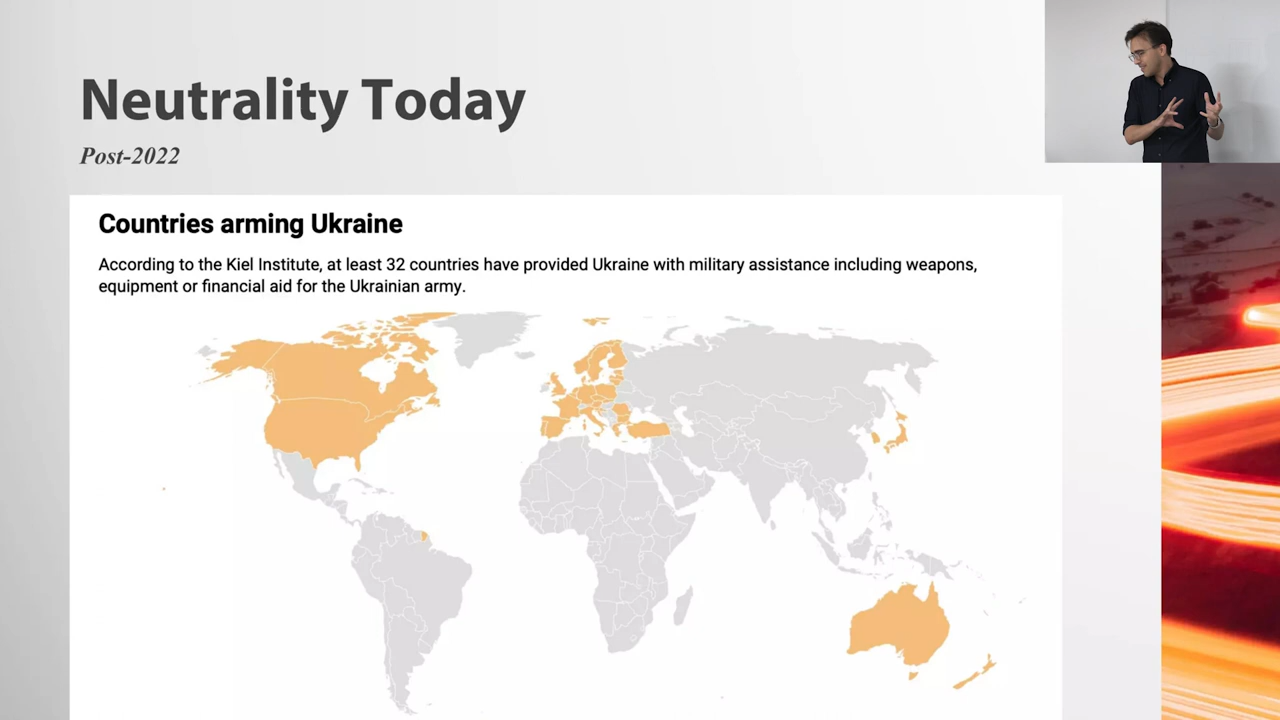 Neutrality Today
Post-2022
Countries arming Ukraine
According to the Kiel Institute, at least 32 countries have provided Ukraine with military assistance including weapons,
equipment or financial aid for the Ukrainian army.